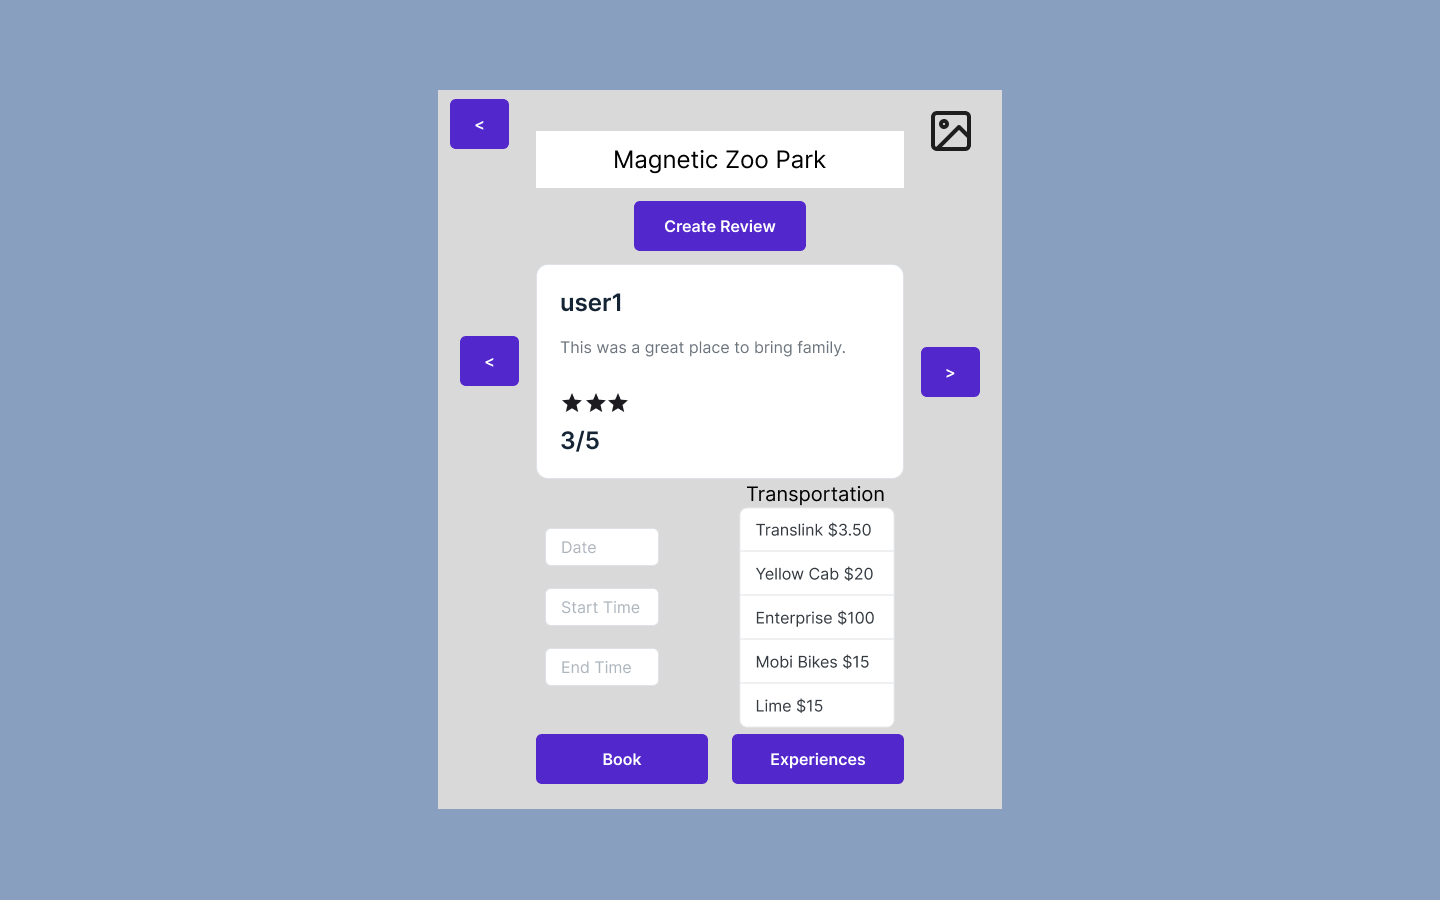 <
Magnetic Zoo Park
Create Review
user1
This was a great place to bring family.
<
>
3/5
Transportation
Translink $3.50
Yellow Cab $20
Enterprise $100
Mobi Bikes $15
Lime $15
Date
Start Time
End Time
Book
Experiences